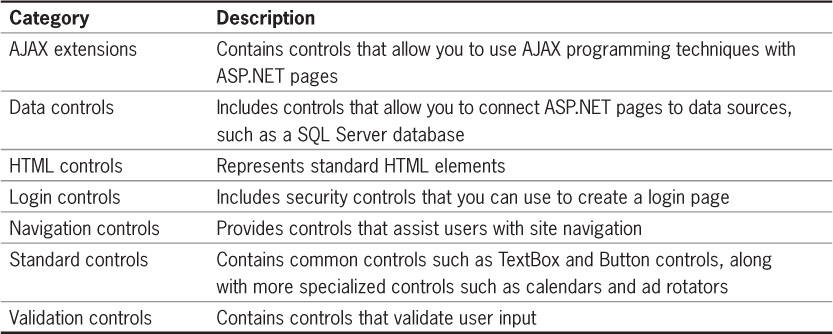 Category Description
AJAX extensions Contains controls that allow you to use AJAX programming techniques with
ASP.NET pages
Data controls Includes controls that allow you to connect ASP.NET pages to data sources,
such as a SQL Server database
HTML controls Represents standard HTML elements
Login controls Includes security controls that you can use to create a login page
Navigation controls Provides controls that assist users with site navigation
Standard controls Contains common controls such as TextBox and Button controls, along
with more specialized controls such as calendars and ad rotators
Validation controls Contains controls that validate user input